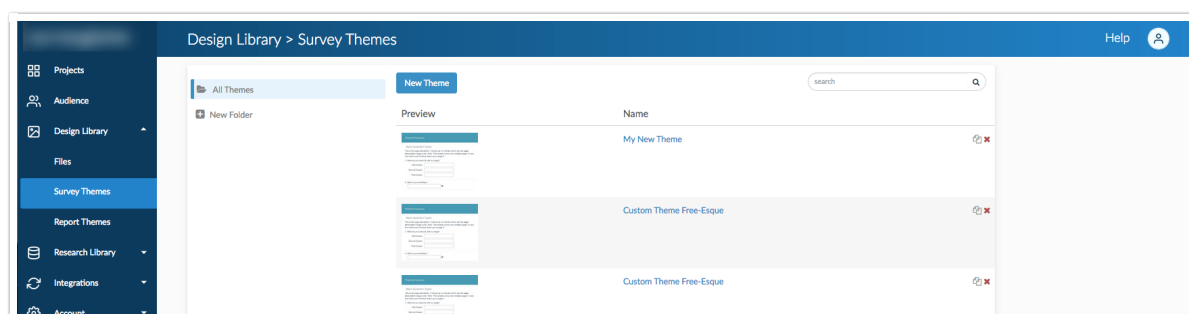 Design Library > Survey Themes
Help
Projects
Audience
Design Library
Files
Survey Themes
Report Themes
Research Library
Integrations
Account
All Themes
New Folder
New Theme
search
Preview
Name
My New Theme
Custom Theme Free-Esque
Custom Theme Free-Esque